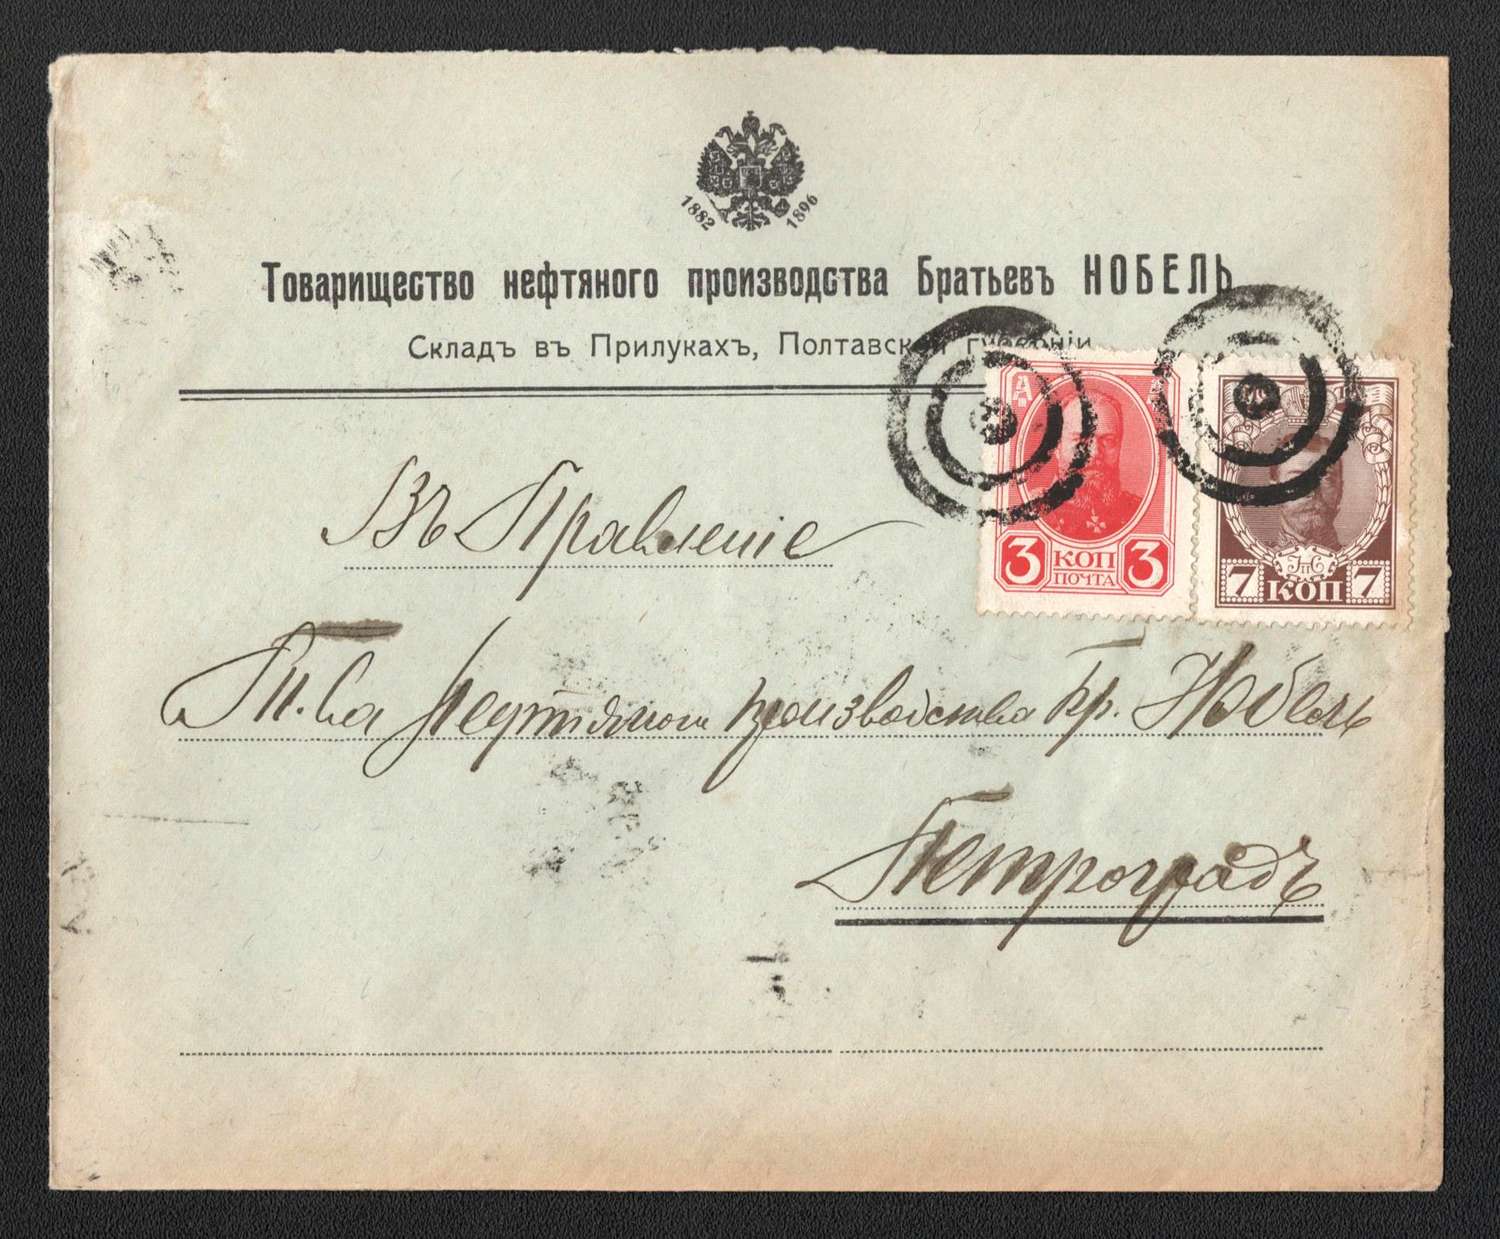 1882 1896
Товарищество нефтяного производства Братьевъ НОБЕЛЬ
Складъ въ Прилукахъ, Полтавской губерніи
Въ Правленіе
Т.-ва Нефтяного производства Бр. Нобель
Петроградъ
3 КОП 3
ПОЧТА
7 КОП 7